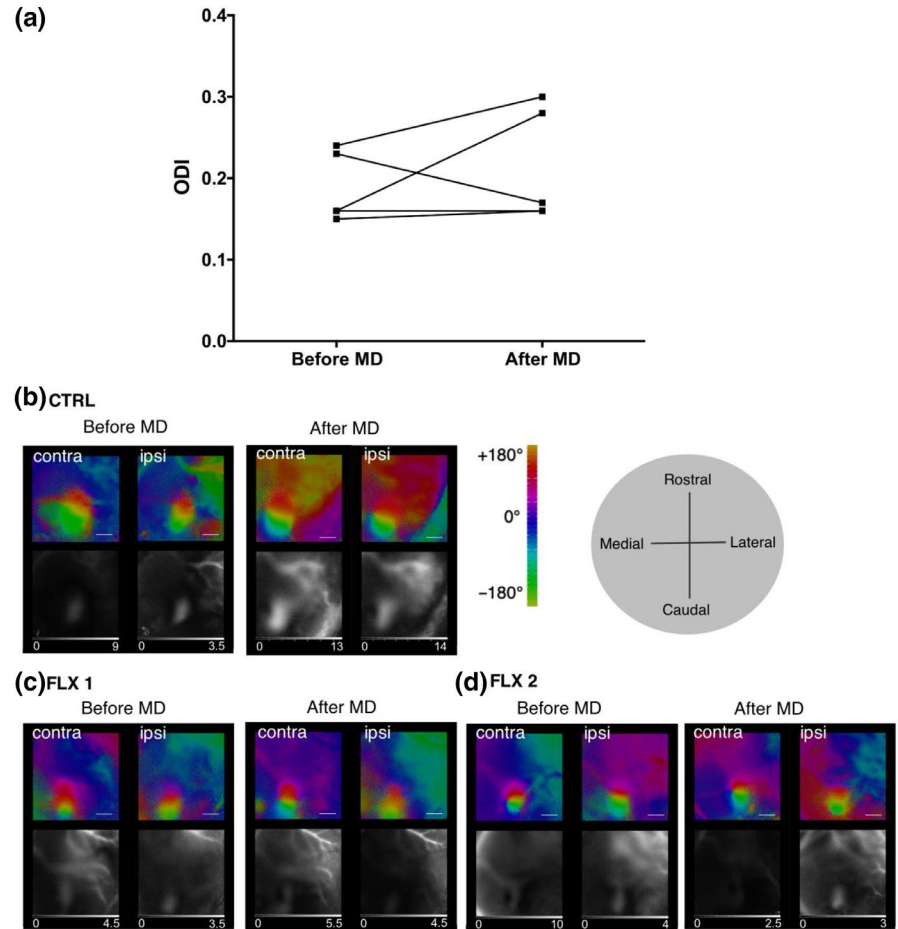 (a)
0.4
0.3
0.2
0.1
0.0
ODI
Before MD
After MD
(b) CTRL
Before MD
After MD
contra
ipsi
contra
ipsi
0 9
0 3.5
0 13
0 14
+180°
0°
−180°
Rostral
Medial
Lateral
Caudal
(c) FLX 1
Before MD
After MD
contra
ipsi
contra
ipsi
0 4.5
0 3.5
0 5.5
0 4.5
(d) FLX 2
Before MD
After MD
contra
ipsi
contra
ipsi
0 10
0 4
0 2.5
0 3